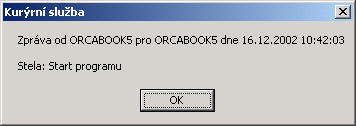 Kurýrní služba
Zpráva od ORCABOOK5 pro ORCABOOK5 dne 16.12.2002 10:42:03
Stela: Start programu
OK